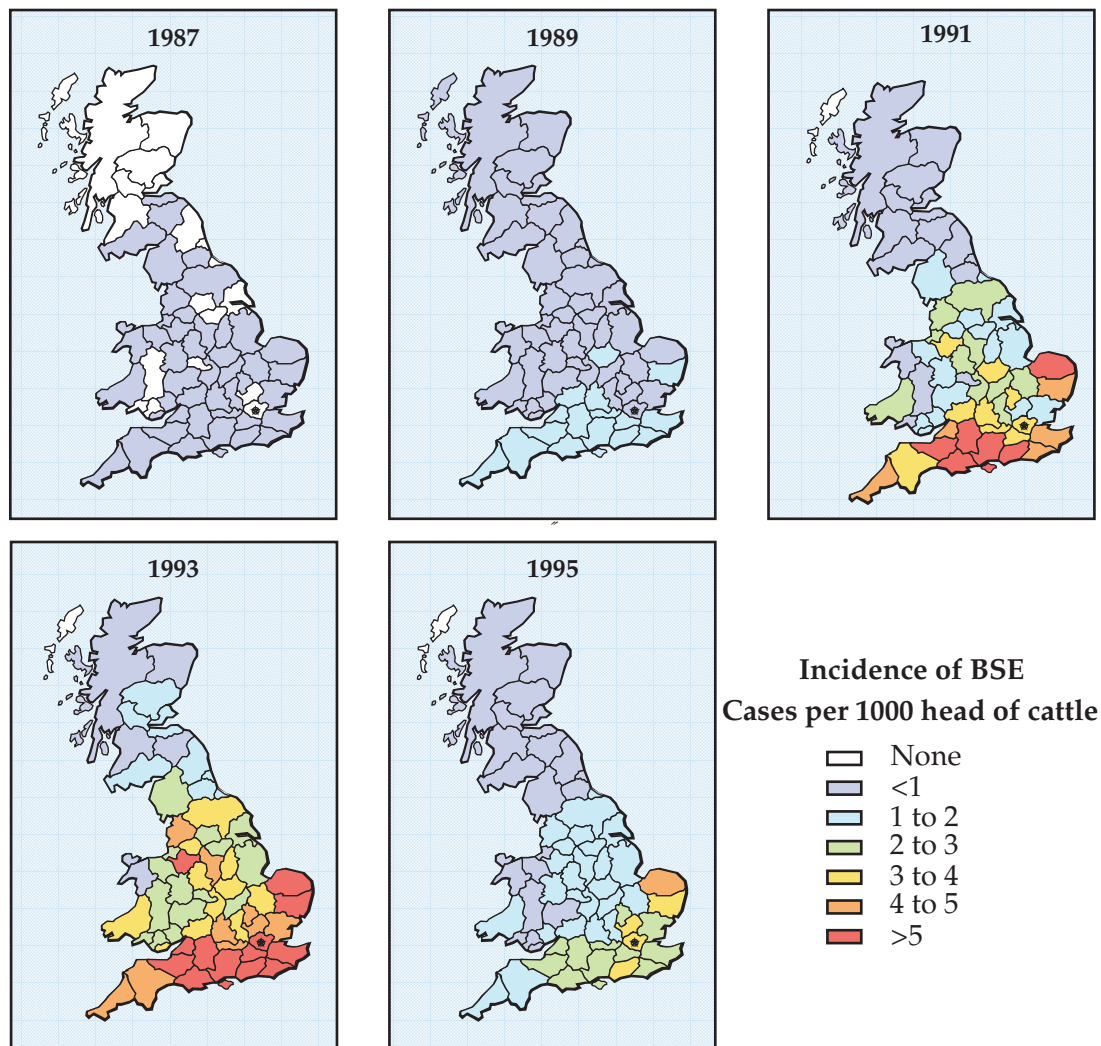 1987
1989
1991
1993
1995
Incidence of BSE
Cases per 1000 head of cattle
None
<1
1 to 2
2 to 3
3 to 4
4 to 5
>5